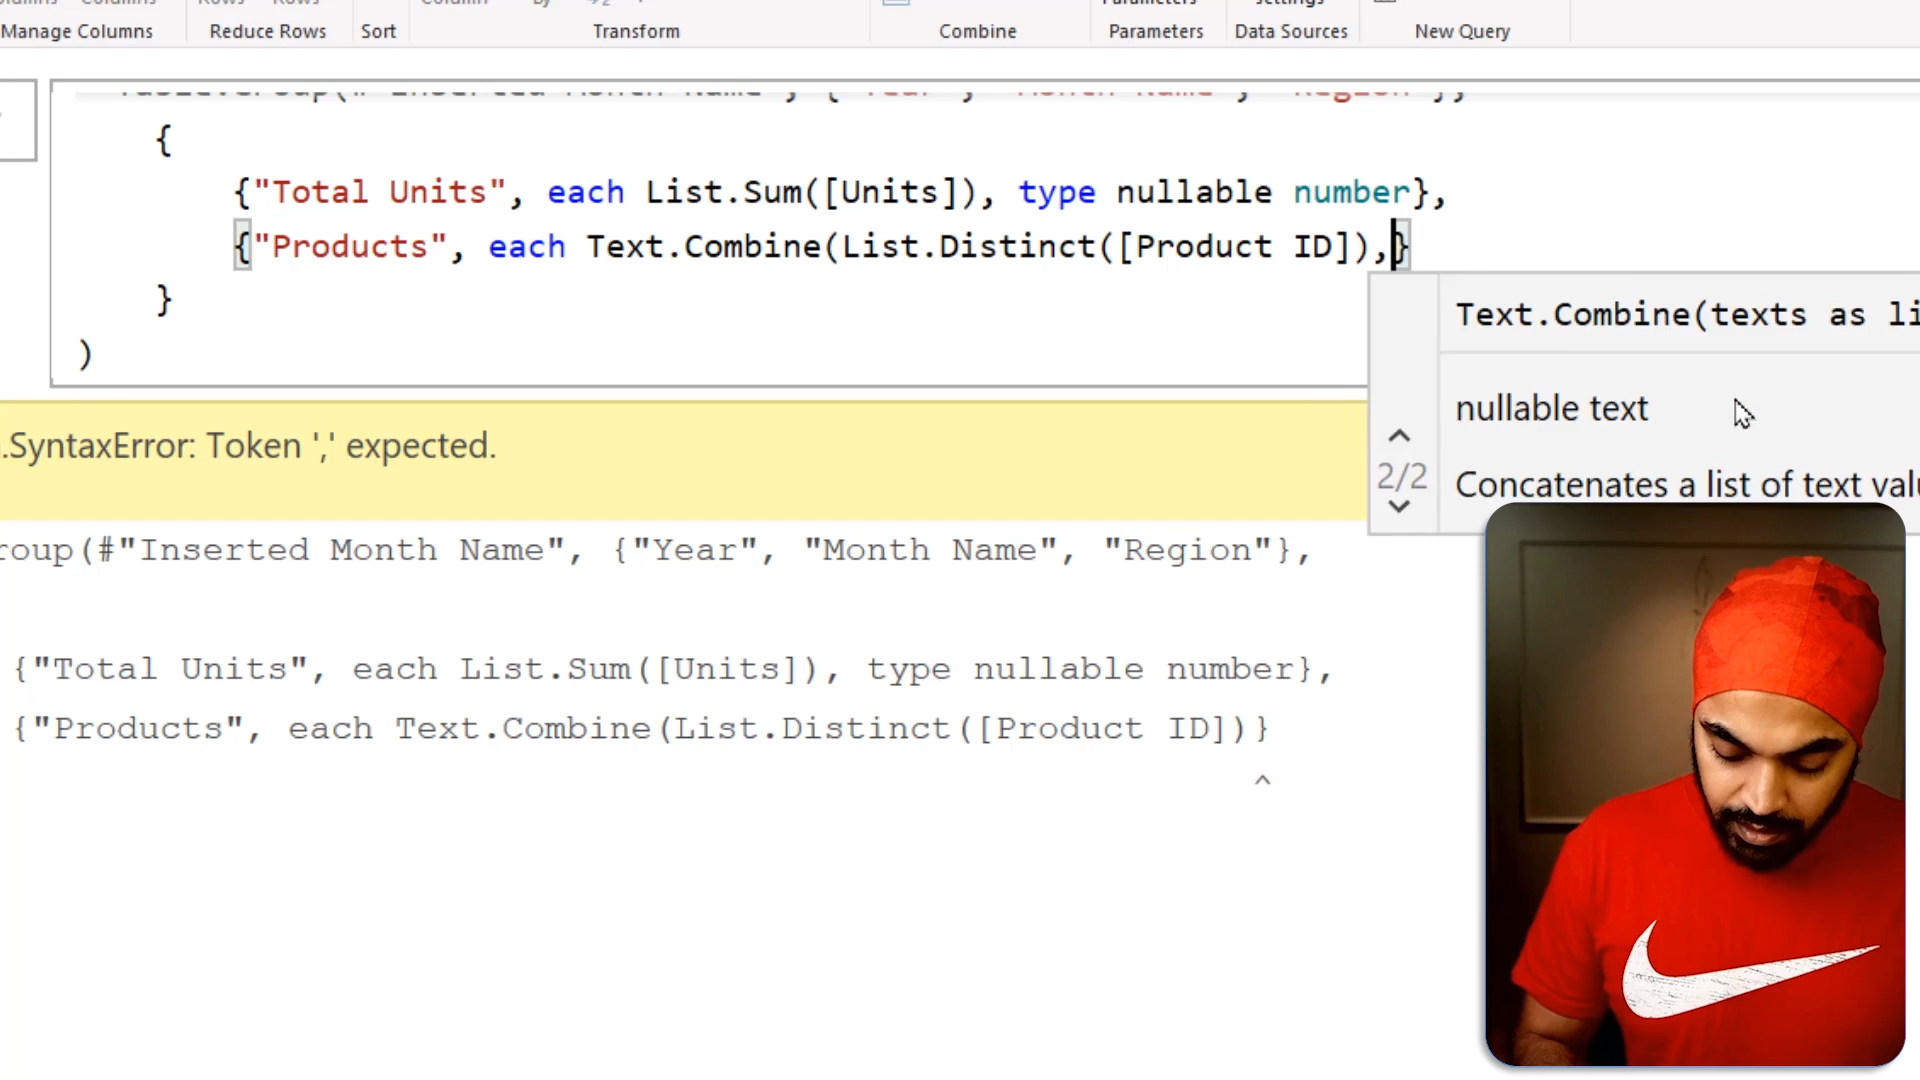 Manage Columns
Reduce Rows
Sort
Transform
Combine
Parameters
Data Sources
New Query
{
{"Total Units", each List.Sum([Units]), type nullable number},
{"Products", each Text.Combine(List.Distinct([Product ID]),}
}
)
Text.Combine(texts as
nullable text
2/2
Concatenates a list of text
.SyntaxError: Token ',' expected.
roup(#"Inserted Month Name", {"Year", "Month Name", "Region"},
{"Total Units", each List.Sum([Units]), type nullable number},
{"Products", each Text.Combine(List.Distinct([Product ID])}
^